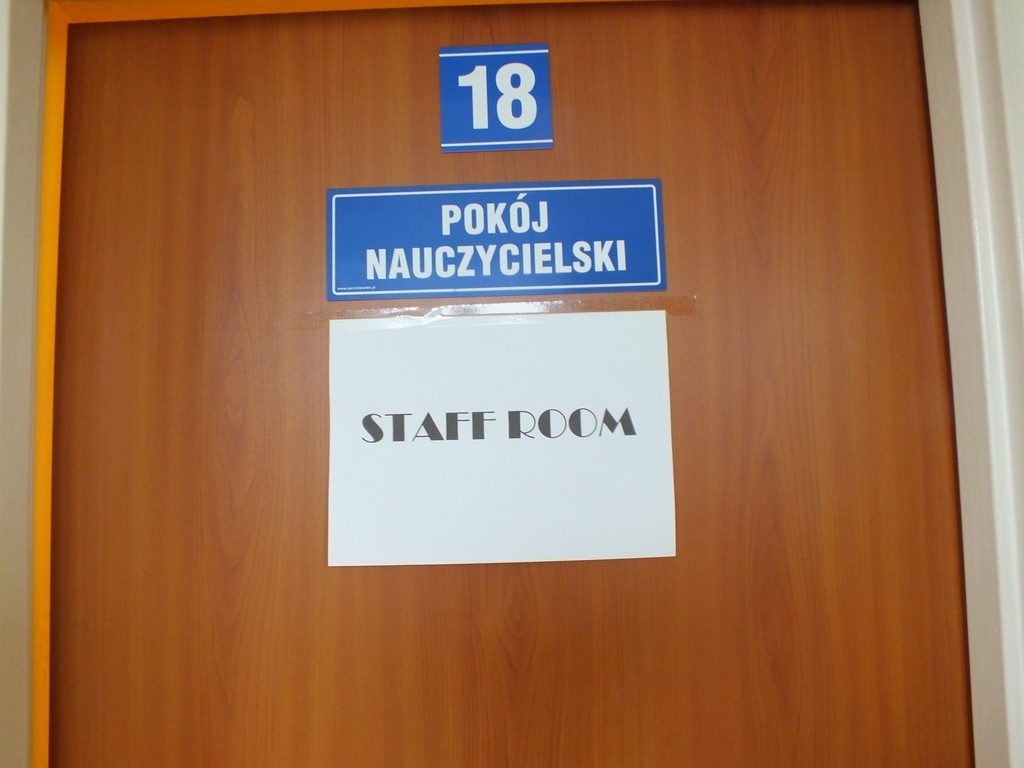 18
POKÓJ
NAUCZYCIELSKI
STAFF ROOM